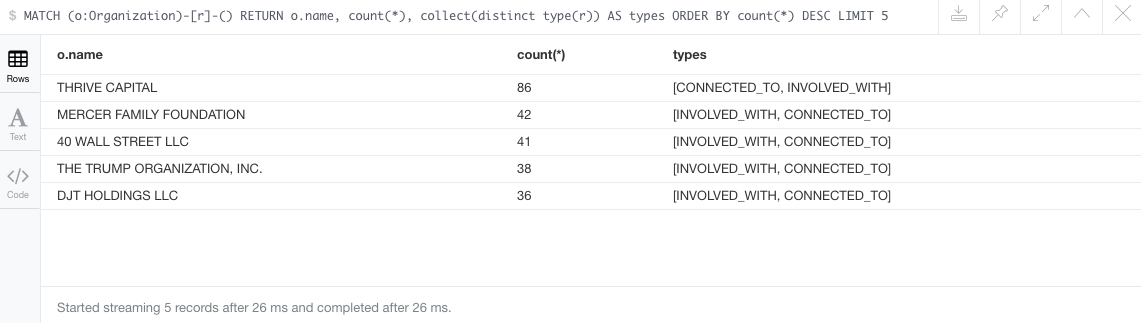 $ MATCH (o:Organization)-[r]-() RETURN o.name, count(*), collect(distinct type(r)) AS types ORDER BY count(*) DESC LIMIT 5
Rows
Text
Code
o.name count(*) types
THRIVE CAPITAL 86 [CONNECTED_TO, INVOLVED_WITH]
MERCER FAMILY FOUNDATION 42 [INVOLVED_WITH, CONNECTED_TO]
40 WALL STREET LLC 41 [INVOLVED_WITH, CONNECTED_TO]
THE TRUMP ORGANIZATION, INC. 38 [INVOLVED_WITH, CONNECTED_TO]
DJT HOLDINGS LLC 36 [INVOLVED_WITH, CONNECTED_TO]
Started streaming 5 records after 26 ms and completed after 26 ms.